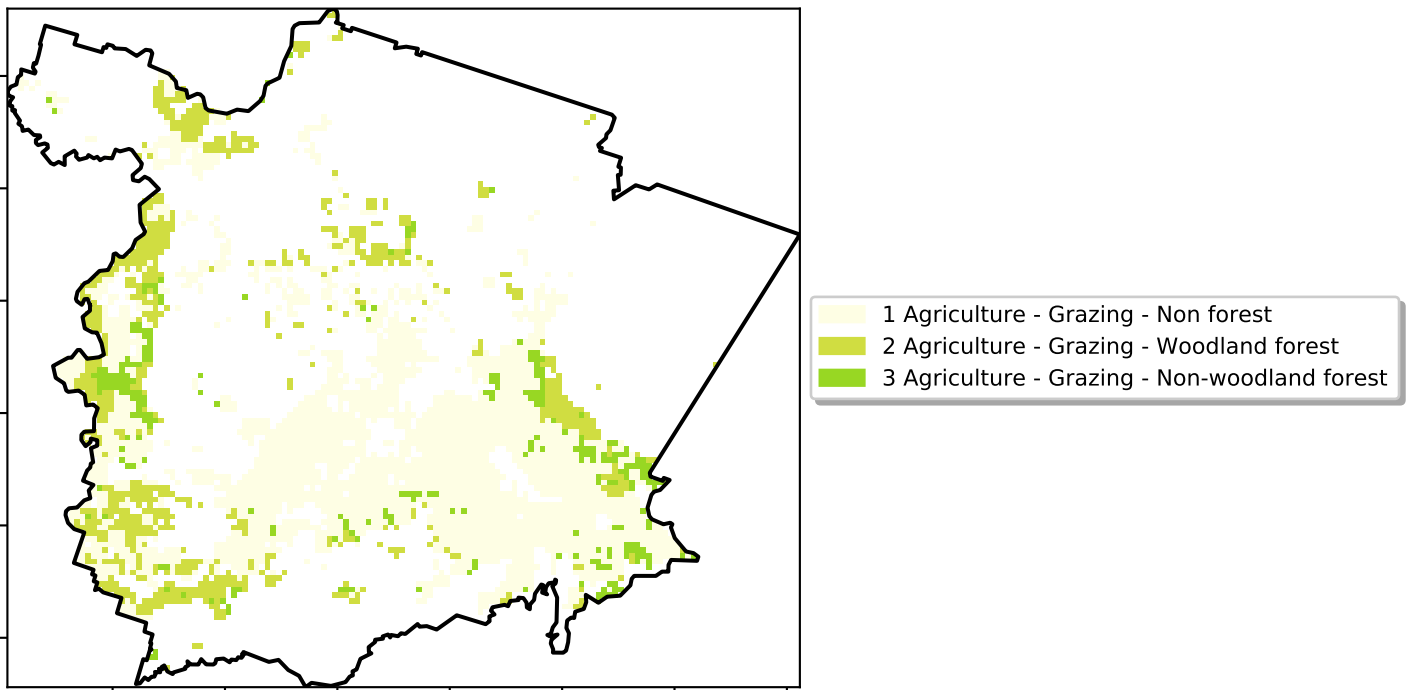 1 Agriculture - Grazing - Non forest
2 Agriculture - Grazing - Woodland forest
3 Agriculture - Grazing - Non-woodland forest